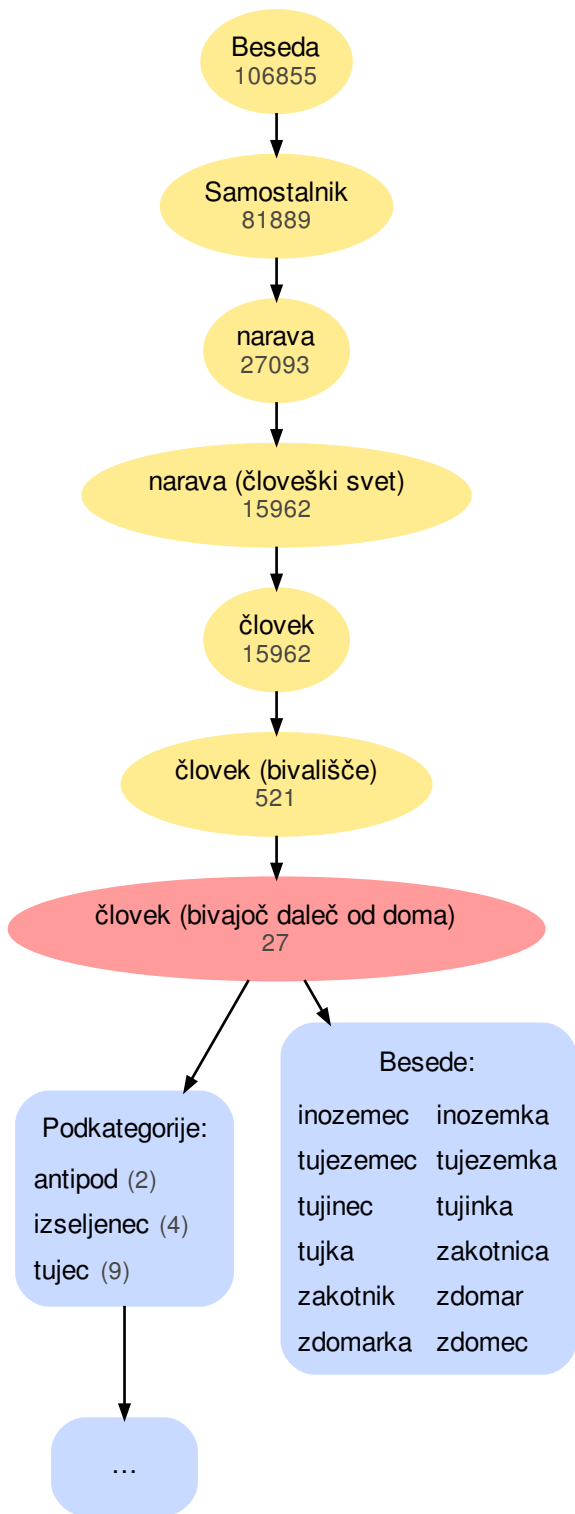 Beseda
106855
Samostalnik
81889
narava
27093
narava (človeški svet)
15962
človek
15962
človek (bivališče)
521
človek (bivajoč daleč od doma)
27
Podkategorije:
antipod (2)
izseljenec (4)
tujec (9)
…
Besede:
inozemec inozemka
tujezemec tujezemka
tujinec tujinka
tujka zakotnica
zakotnik zdomar
zdomarka zdomec